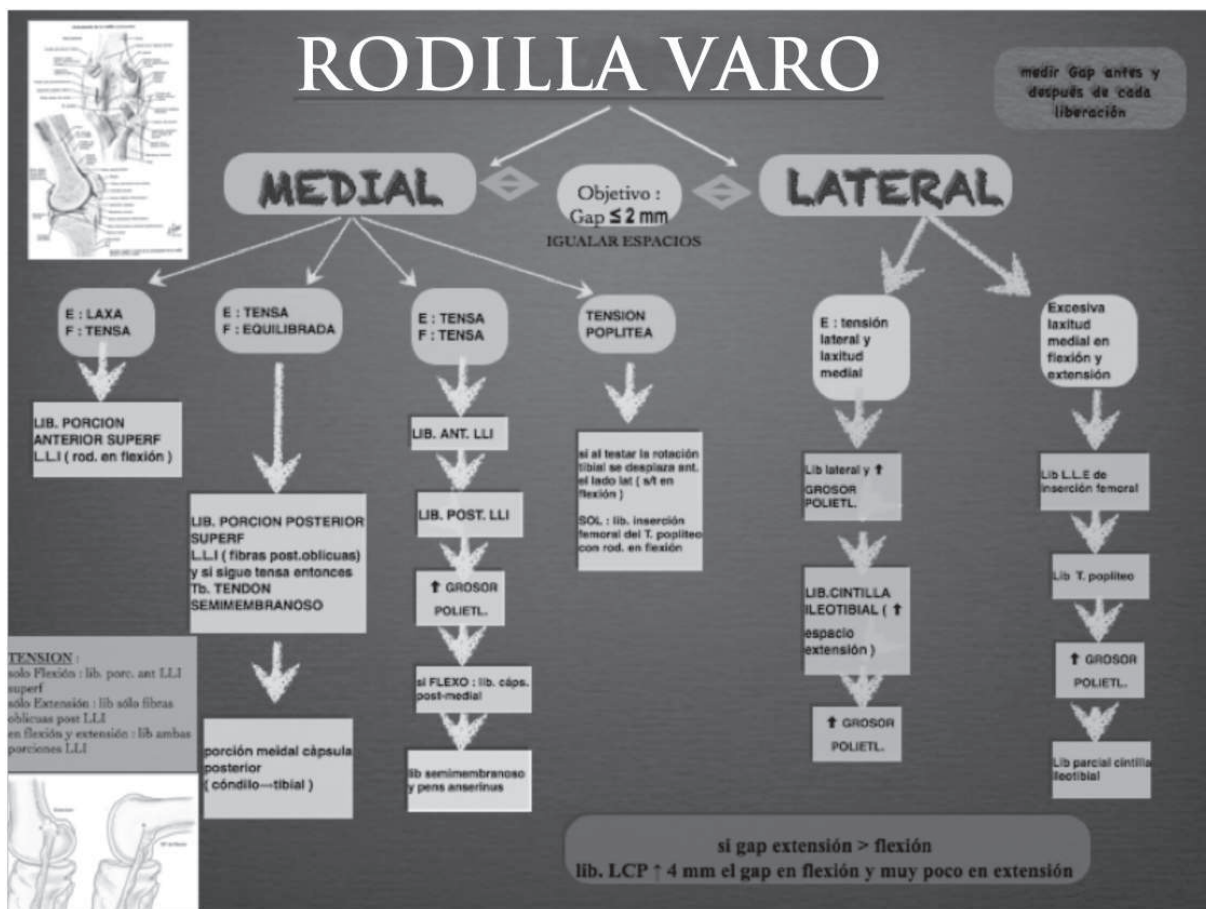 RODILLA VARO
medir Gap antes y
después de cada
liberación
MEDIAL
Objetivo :
Gap ≤ 2 mm
IGUALAR ESPACIOS
LATERAL
E : LAXA
F : TENSA
E : TENSA
F : EQUILIBRADA
E : TENSA
F : TENSA
TENSION
POPLITEA
E : tensión
lateral y
laxitud
medial
Excesiva
laxitud
medial en
flexión y
extensión
LIB. PORCION
ANTERIOR SUPERF
L.L.I ( rod. en flexión )
LIB. PORCION POSTERIOR
SUPERF
L.L.I ( fibras post.oblicuas)
y si sigue tensa entonces
Tb. TENDON
SEMIMEMBRANOSO
porción meidal càpsula
posterior
( cóndilo---tibial )
LIB. ANT. LLI
LIB. POST. LLI
↑ GROSOR
POLIETL.
si FLEXO : lib. cáps.
post-medial
lib semimembranoso
y pens anserinus
si al testar la rotación
tibial se desplaza ant.
el lado lat ( s/t en
flexión )
SOL : lib. inserción
femoral del T. poplíteo
con rod. en flexión
Lib lateral y ↑
GROSOR
POLIETL.
LIB.CINTILLA
ILEOTIBIAL ( ↑
espacio
extensión )
↑ GROSOR
POLIETL.
Lib L.L.E de
inserción femoral
Lib T. poplíteo
↑ GROSOR
POLIETL.
Lib parcial cintilla
ileotibial
TENSION :
solo Flexión : lib. porc. ant LLI
superf
sólo Extensión : lib sólo fibras
oblicuas post LLI
en flexión y extensión : lib ambas
porciones LLI
si gap extensión > flexión
lib. LCP ↑ 4 mm el gap en flexión y muy poco en extensión